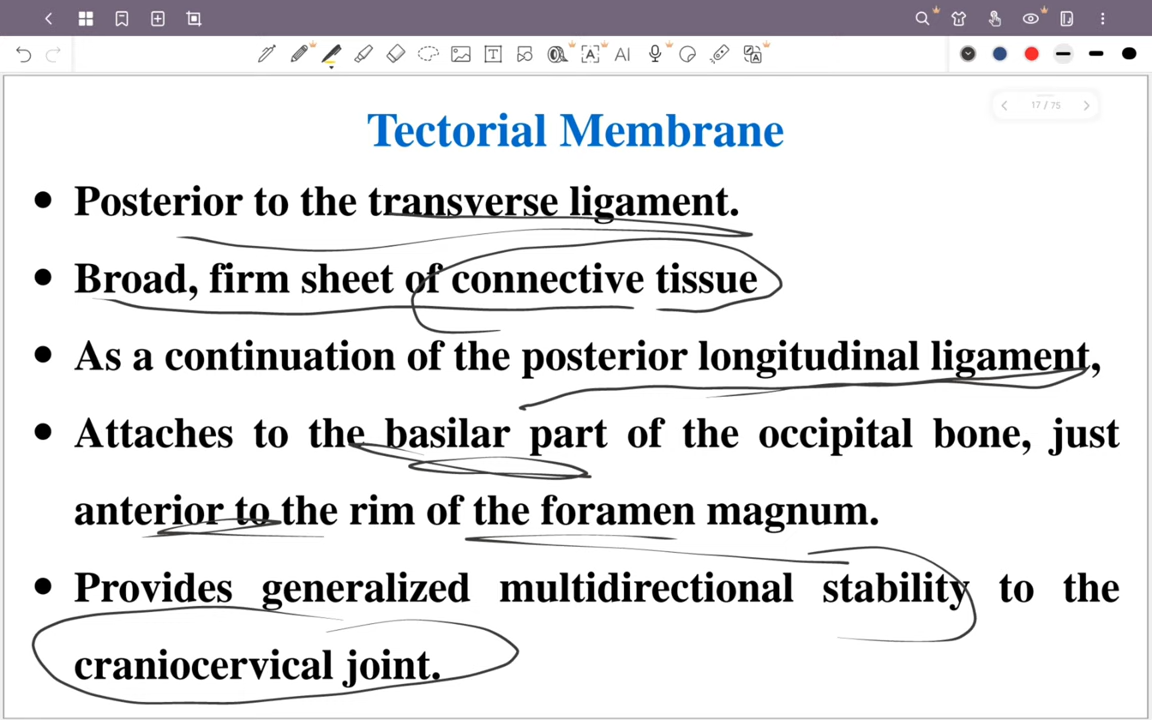 AI
17 / 75
Tectorial Membrane
• Posterior to the transverse ligament.
• Broad, firm sheet of connective tissue
• As a continuation of the posterior longitudinal ligament,
• Attaches to the basilar part of the occipital bone, just
anterior to the rim of the foramen magnum.
• Provides generalized multidirectional stability to the
craniocervical joint.